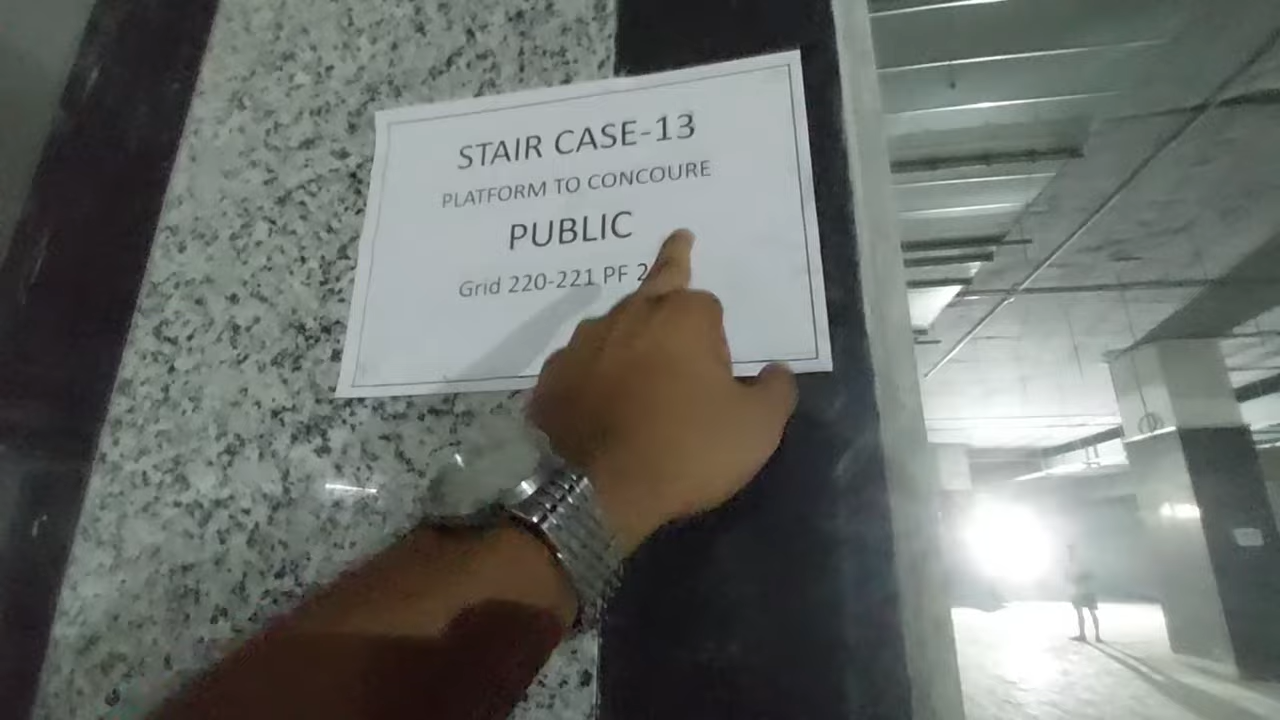 STAIR CASE-13
PLATFORM TO CONCOURE
PUBLIC
Grid 220-221 PF